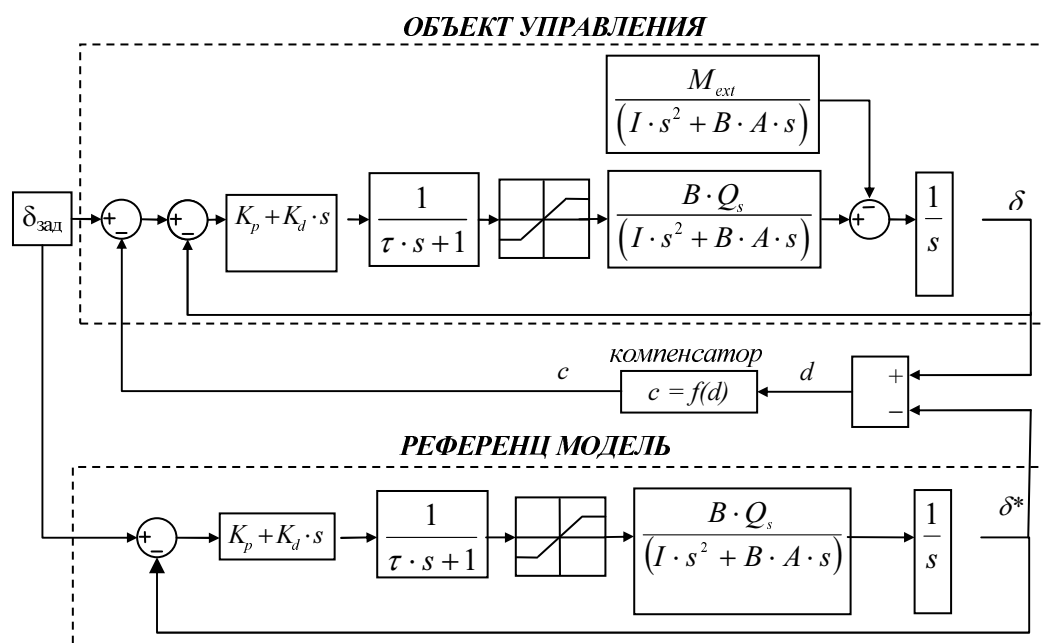 ОБЪЕКТ УПРАВЛЕНИЯ
M_ext
(I · s² + B · A · s)
δ_зад
+
−
+
−
K_p + K_d · s
1
τ · s + 1
B · Q_s
(I · s² + B · A · s)
−
+
1
s
δ
компенсатор
c
c = f(d)
d
+
−
РЕФЕРЕНЦ МОДЕЛЬ
+
−
K_p + K_d · s
1
τ · s + 1
B · Q_s
(I · s² + B · A · s)
1
s
δ*